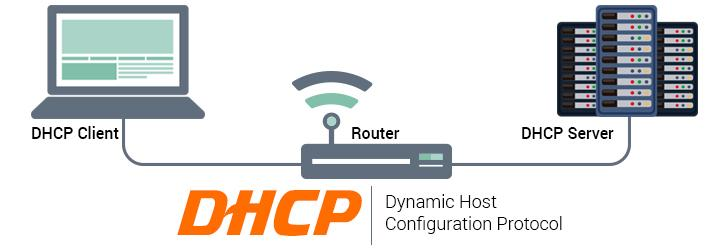 DHCP Client
Router
DHCP Server
DHCP
Dynamic Host
Configuration Protocol